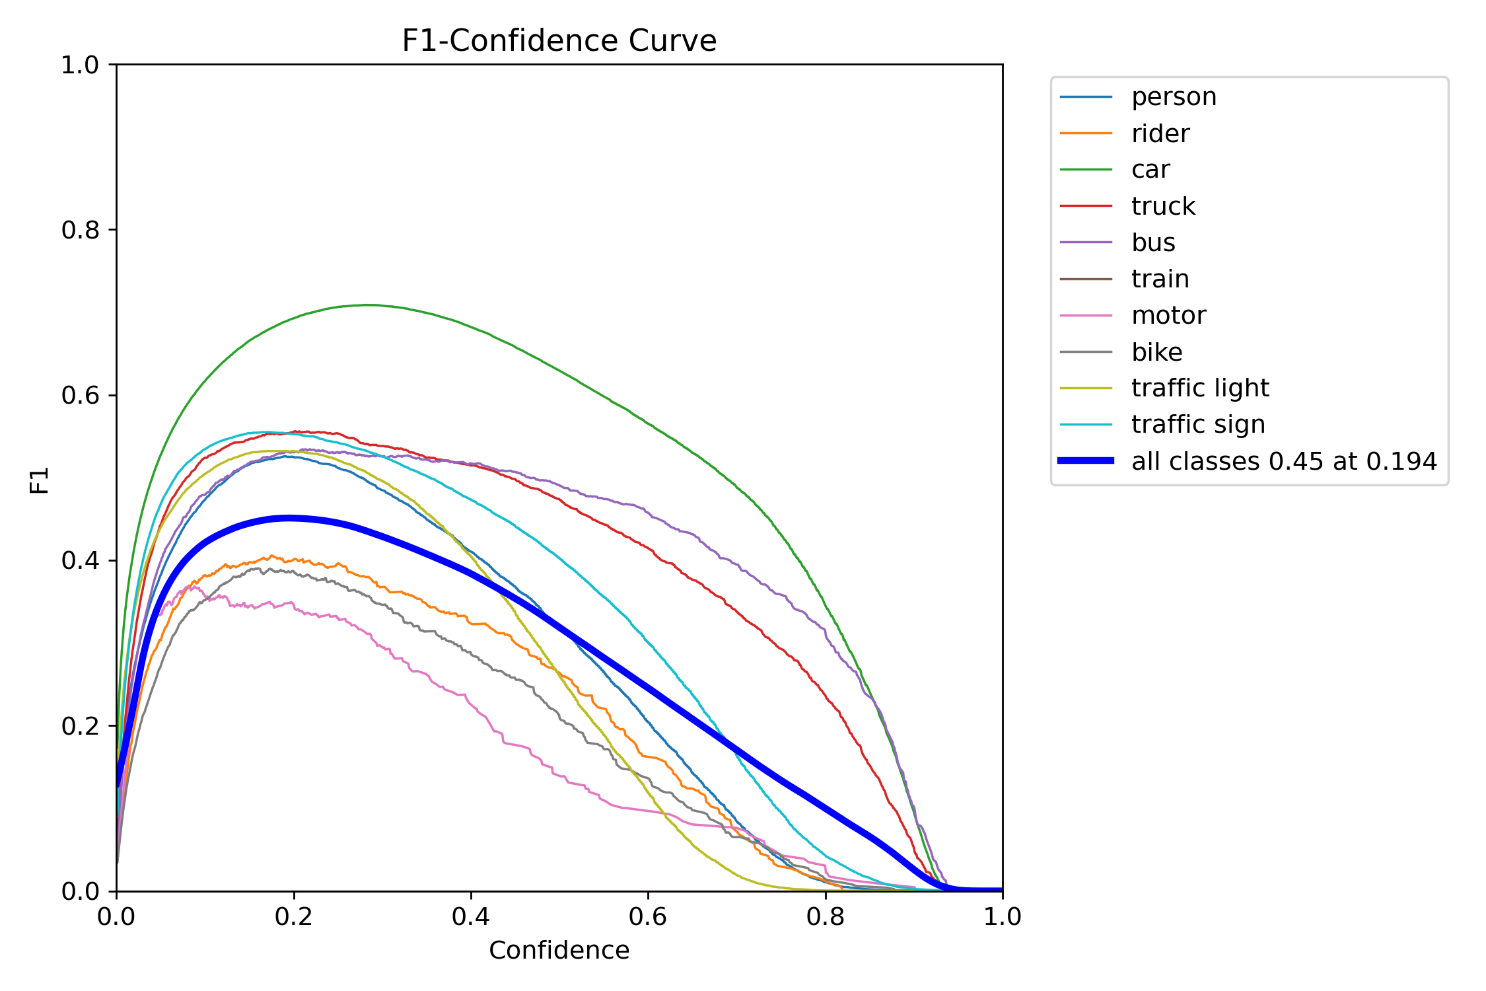 F1-Confidence Curve
1.0
0.8
0.6
0.4
0.2
0.0
F1
0.0 0.2 0.4 0.6 0.8 1.0
Confidence
person
rider
car
truck
bus
train
motor
bike
traffic light
traffic sign
all classes 0.45 at 0.194